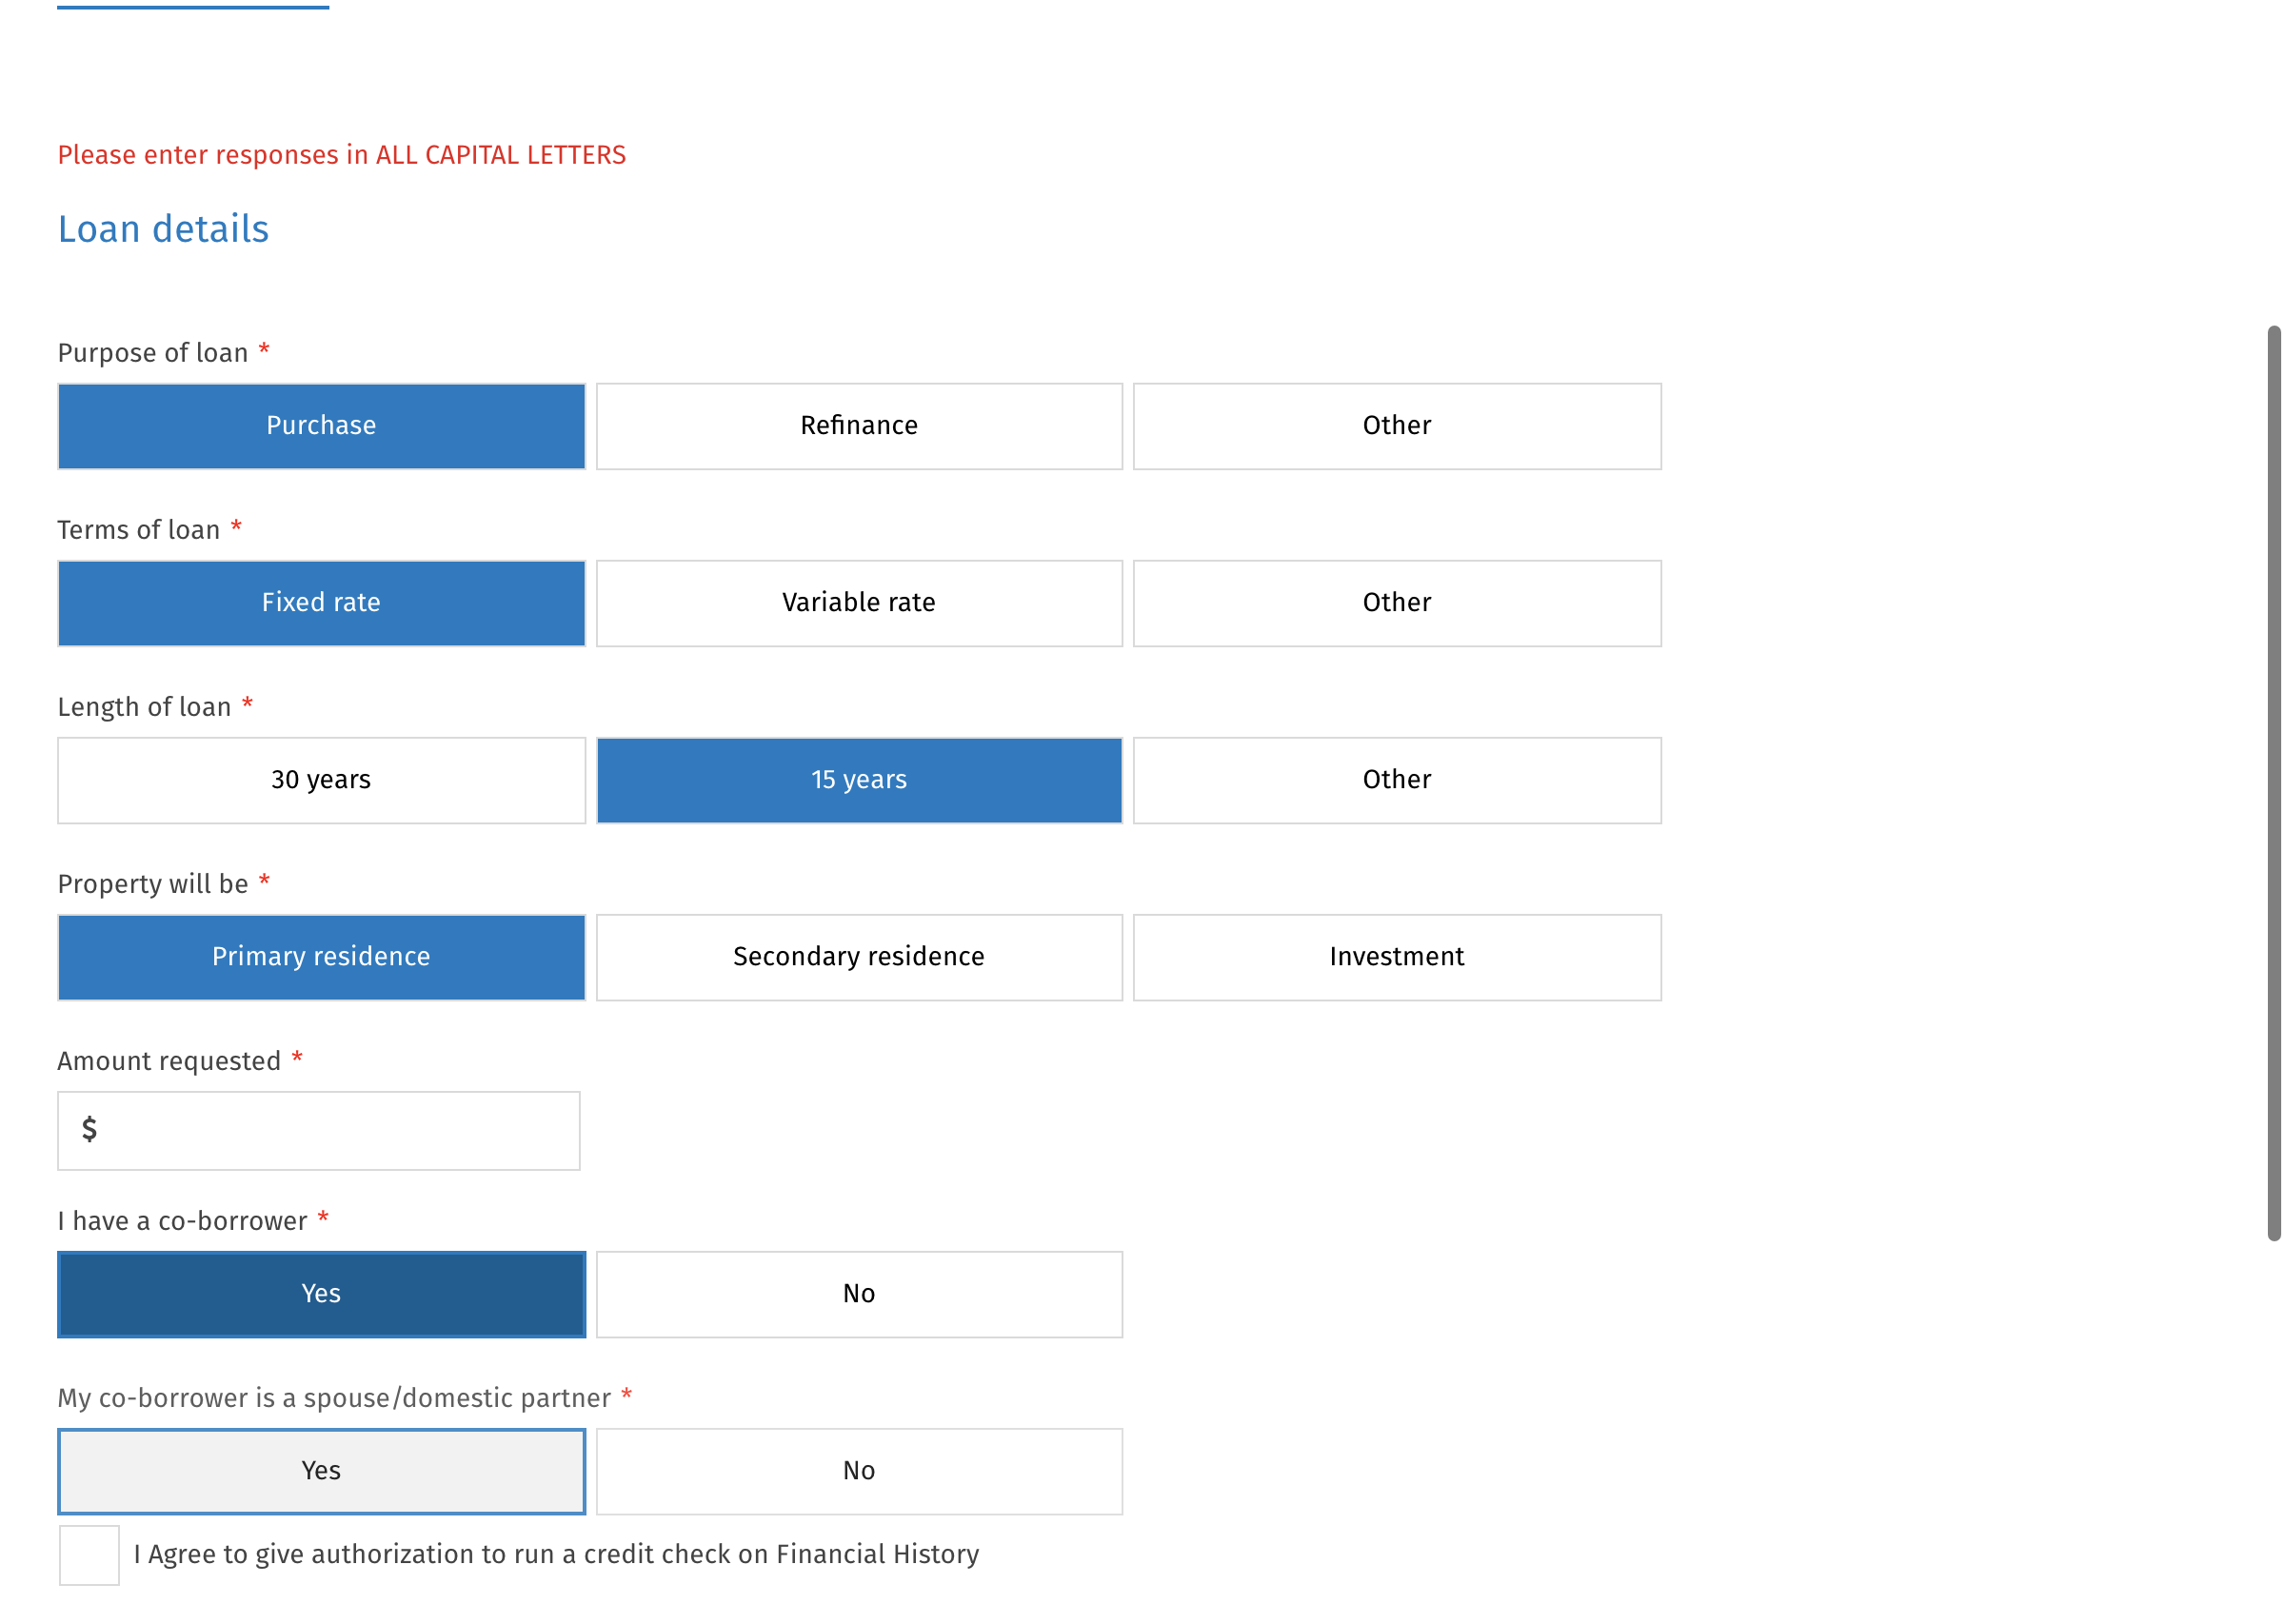 Please enter responses in ALL CAPITAL LETTERS
Loan details
Purpose of loan *
Purchase Refinance Other
Terms of loan *
Fixed rate Variable rate Other
Length of loan *
30 years 15 years Other
Property will be *
Primary residence Secondary residence Investment
Amount requested *
$
I have a co-borrower *
Yes No
My co-borrower is a spouse/domestic partner *
Yes No
I Agree to give authorization to run a credit check on Financial History